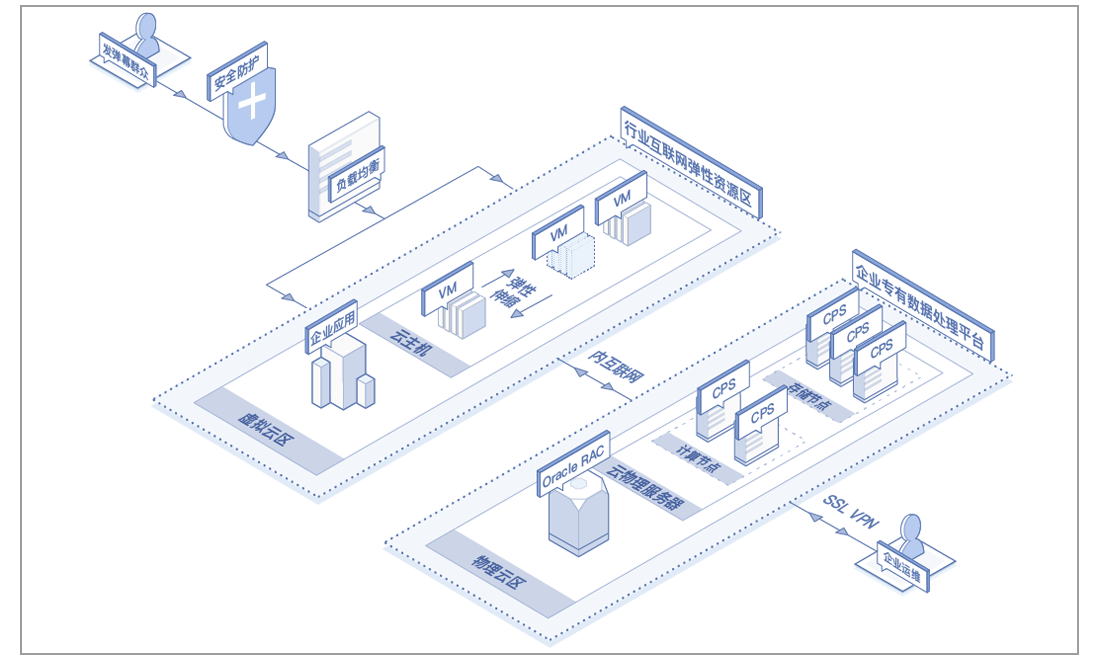 发弹幕群众
安全防护
负载均衡
行业互联网弹性资源区
VM
VM
VM
弹性
伸缩
云主机
企业应用
虚拟云区
内互联网
企业专有数据处理平台
CPS
CPS
CPS
存储节点
CPS
CPS
计算节点
云物理服务器
Oracle RAC
物理云区
SSL VPN
企业运维